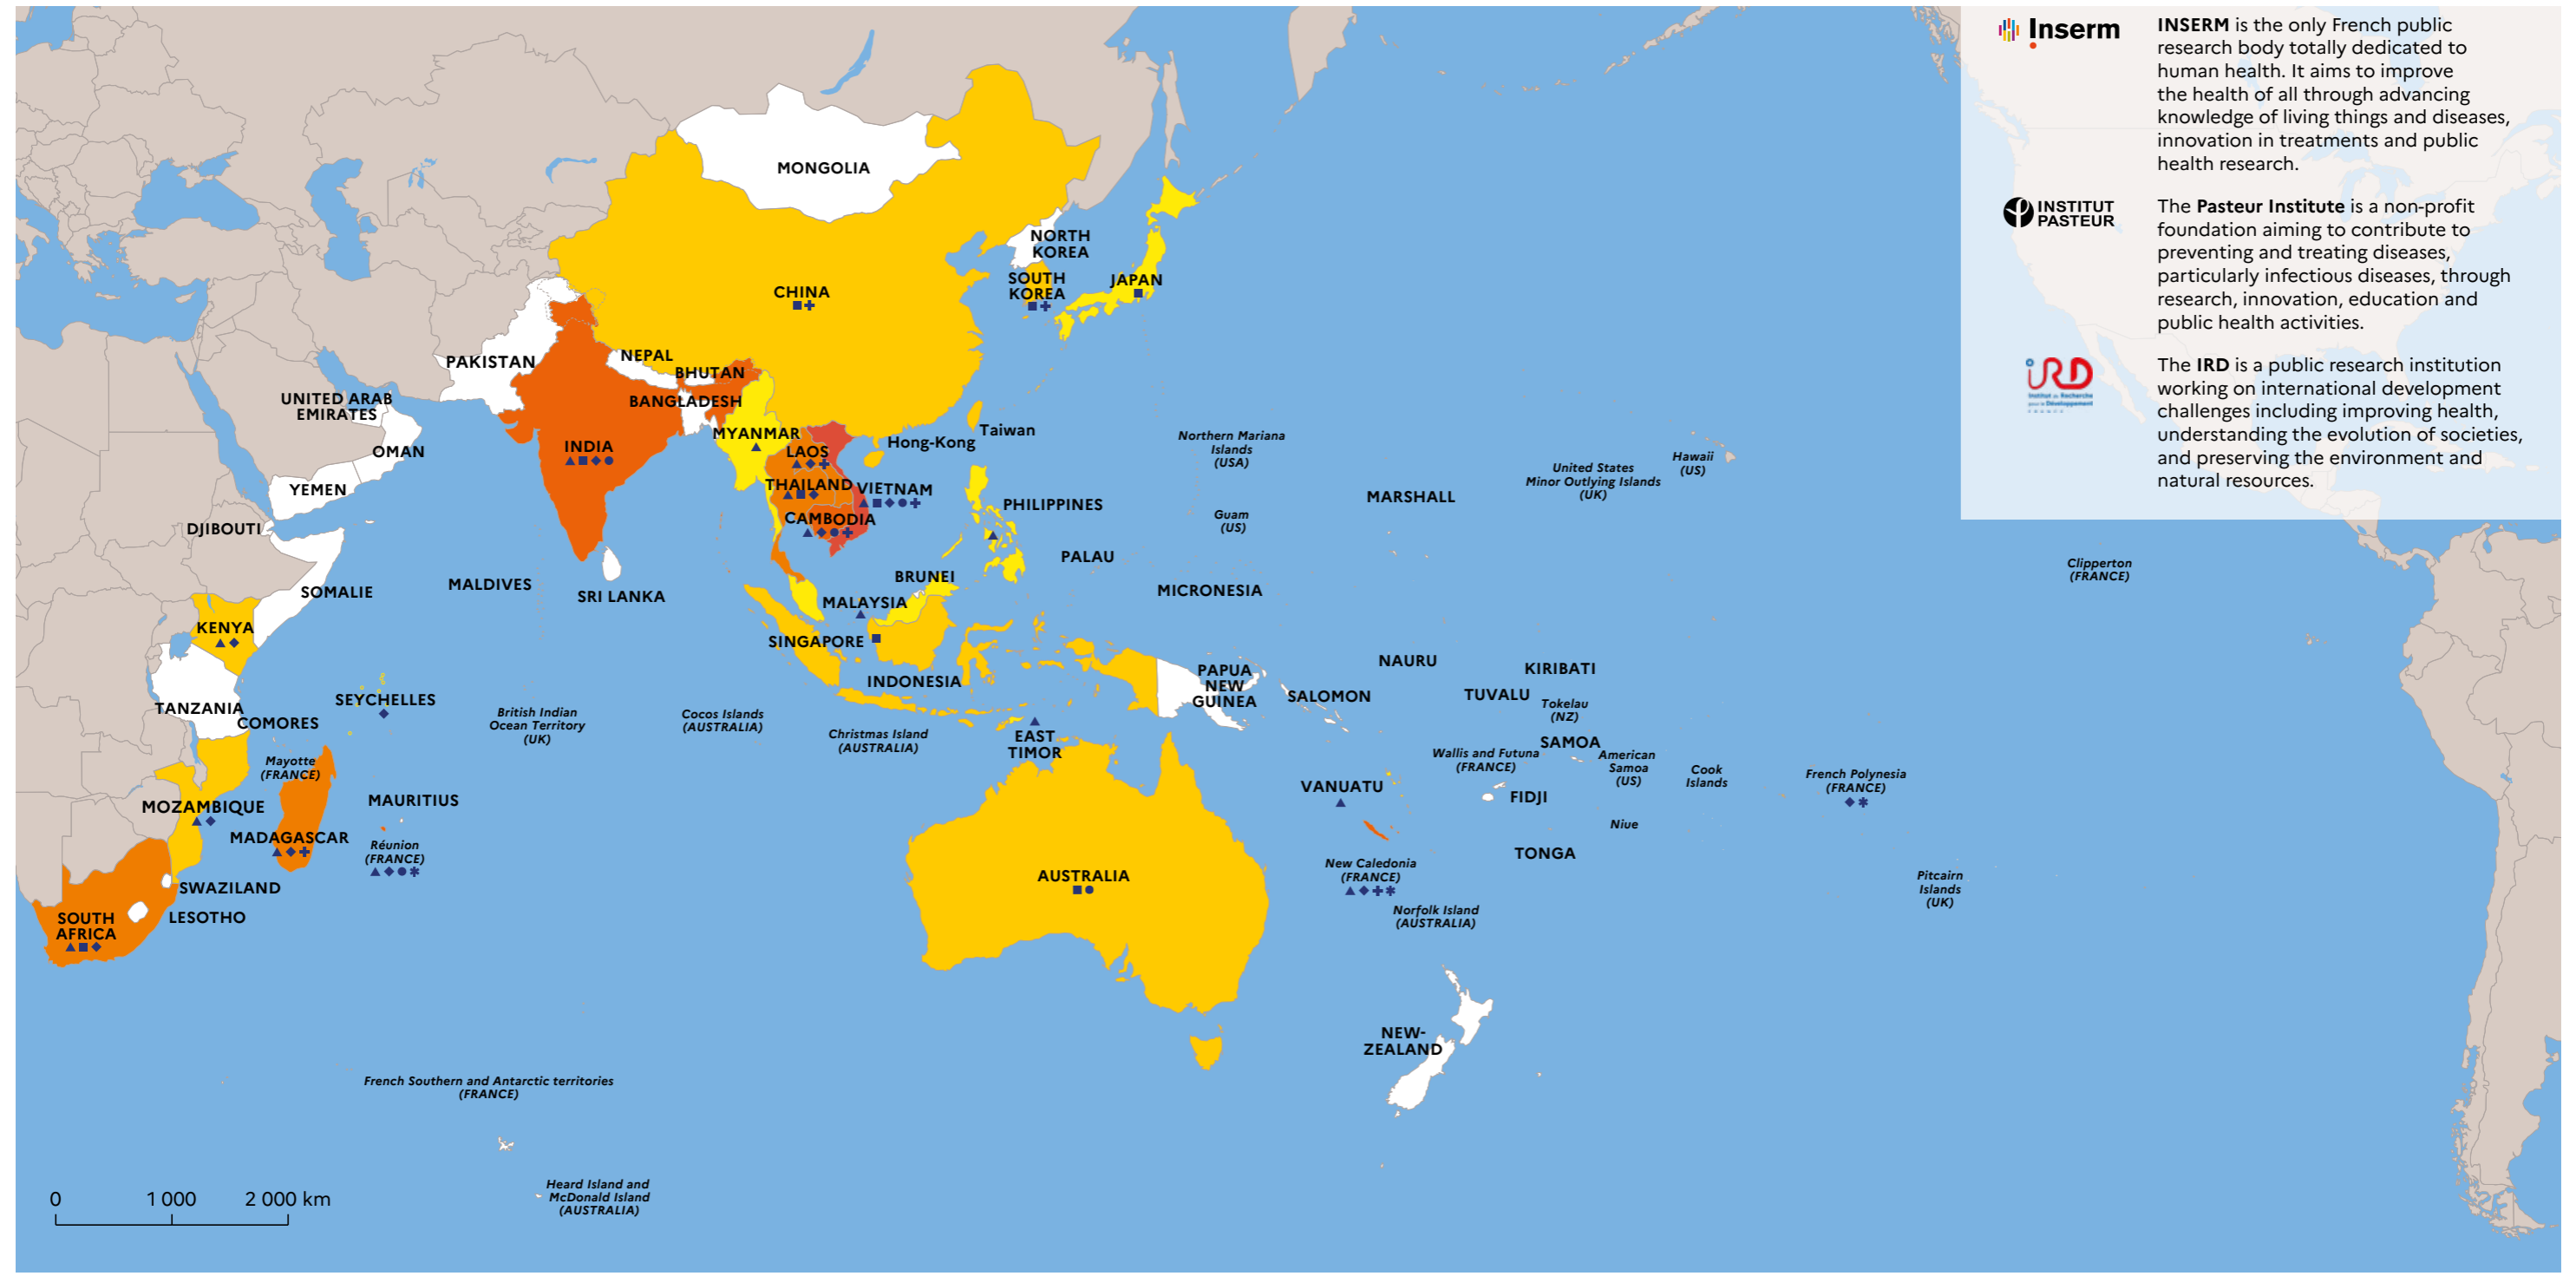 Inserm
INSERM is the only French public
research body totally dedicated to
human health. It aims to improve
the health of all through advancing
knowledge of living things and diseases,
innovation in treatments and public
health research.
INSTITUT
PASTEUR
The Pasteur Institute is a non-profit
foundation aiming to contribute to
preventing and treating diseases,
particularly infectious diseases, through
research, innovation, education and
public health activities.
IRD
Institut de Recherche
pour le Développement
FRANCE
The IRD is a public research institution
working on international development
challenges including improving health,
understanding the evolution of societies,
and preserving the environment and
natural resources.
MONGOLIA
NORTH
KOREA
SOUTH
KOREA
JAPAN
CHINA
PAKISTAN
NEPAL
BHUTAN
BANGLADESH
UNITED ARAB
EMIRATES
OMAN
YEMEN
INDIA
MYANMAR
LAOS
Hong-Kong
Taiwan
THAILAND
VIETNAM
CAMBODIA
PHILIPPINES
Northern Mariana
Islands
(USA)
Guam
(US)
MARSHALL
United States
Minor Outlying Islands
(UK)
Hawaii
(US)
DJIBOUTI
SOMALIE
MALDIVES
SRI LANKA
BRUNEI
PALAU
MICRONESIA
Clipperton
(FRANCE)
MALAYSIA
SINGAPORE
KENYA
INDONESIA
PAPUA
NEW
GUINEA
NAURU
KIRIBATI
SALOMON
TUVALU
Tokelau
(NZ)
TANZANIA
COMORES
SEYCHELLES
British Indian
Ocean Territory
(UK)
Cocos Islands
(AUSTRALIA)
Christmas Island
(AUSTRALIA)
EAST
TIMOR
Wallis and Futuna
(FRANCE)
SAMOA
American
Samoa
(US)
Cook
Islands
French Polynesia
(FRANCE)
Mayotte
(FRANCE)
MOZAMBIQUE
MADAGASCAR
MAURITIUS
Réunion
(FRANCE)
VANUATU
FIDJI
Niue
TONGA
New Caledonia
(FRANCE)
Norfolk Island
(AUSTRALIA)
Pitcairn
Islands
(UK)
AUSTRALIA
SWAZILAND
LESOTHO
SOUTH
AFRICA
NEW-
ZEALAND
French Southern and Antarctic territories
(FRANCE)
Heard Island and
McDonald Island
(AUSTRALIA)
0 1 000 2 000 km